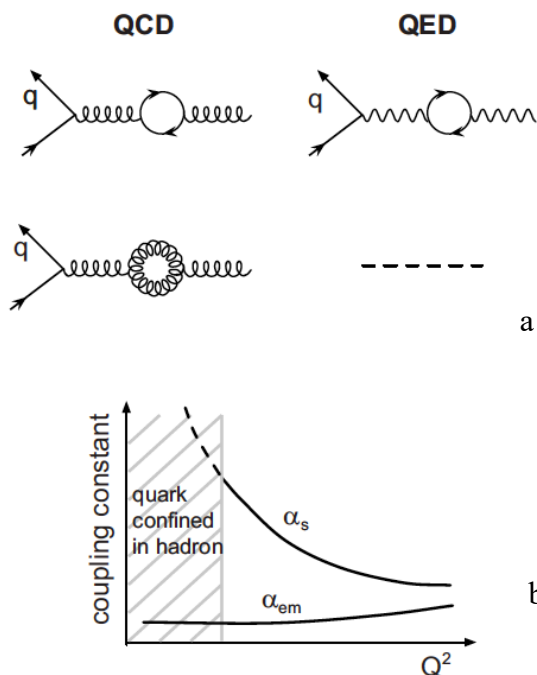 QCD QED
q q
q
a
coupling constant
quark
confined
in hadron
αs
αem
b
Q²